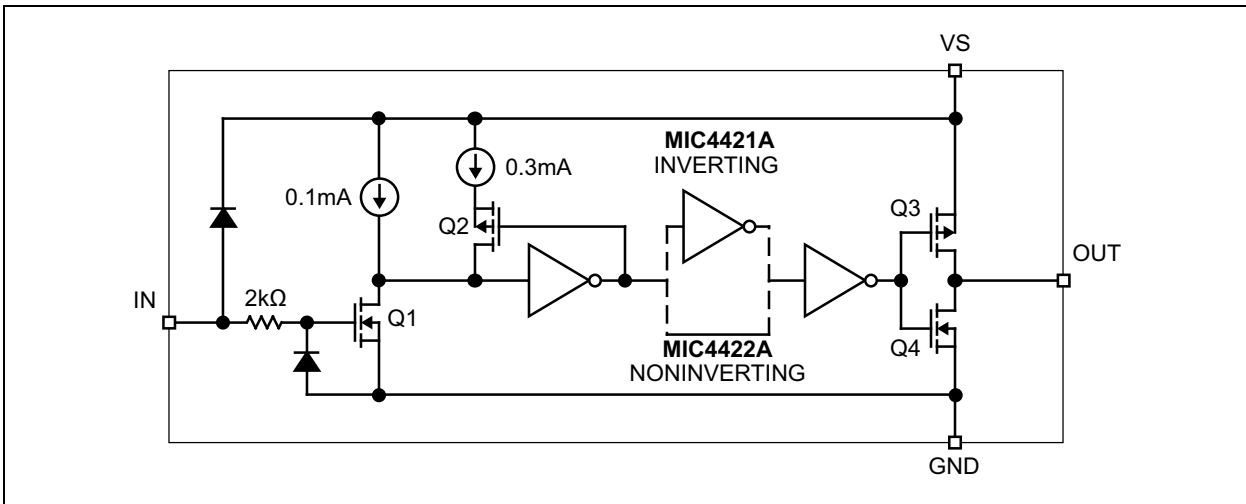 VS
MIC4421A
INVERTING
0.3mA
0.1mA
Q2
Q3
OUT
IN
2kΩ
Q1
Q4
MIC4422A
NONINVERTING
GND